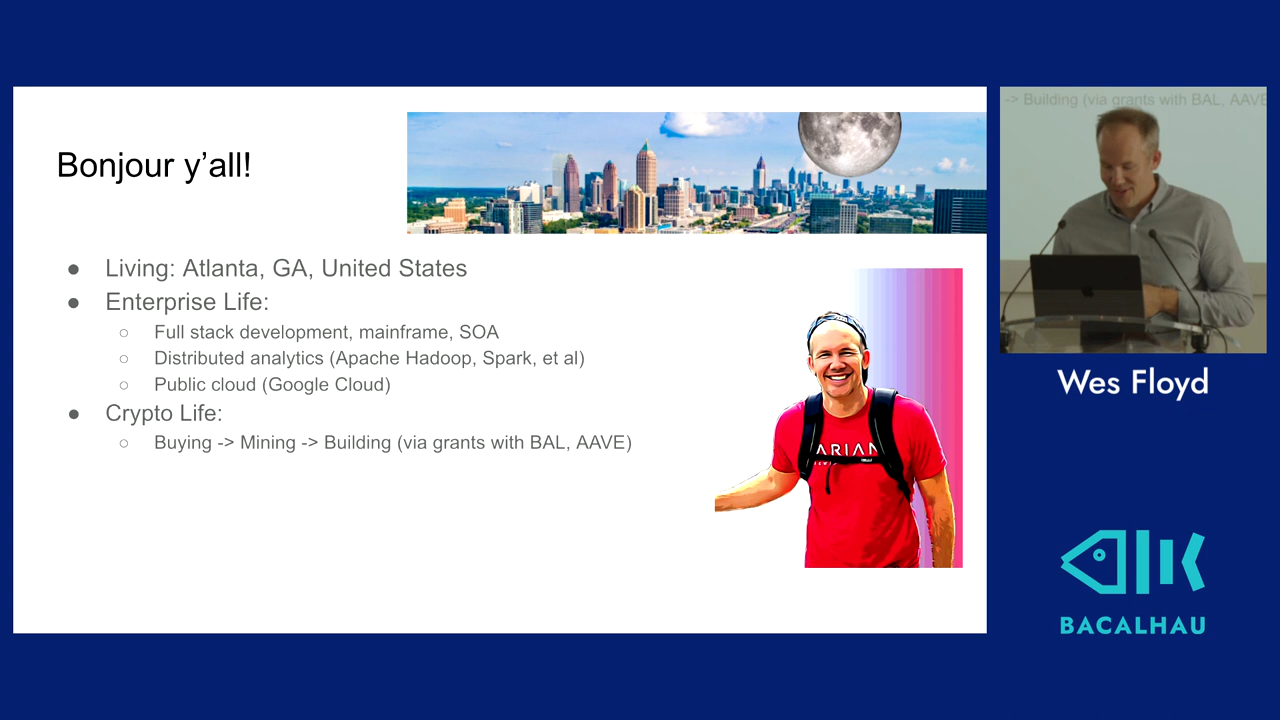 Bonjour y’all!
● Living: Atlanta, GA, United States
● Enterprise Life:
○ Full stack development, mainframe, SOA
○ Distributed analytics (Apache Hadoop, Spark, et al)
○ Public cloud (Google Cloud)
● Crypto Life:
○ Buying -> Mining -> Building (via grants with BAL, AAVE)
ARIAN
-> Building (via grants with BAL, AAVE
Wes Floyd
BACALHAU